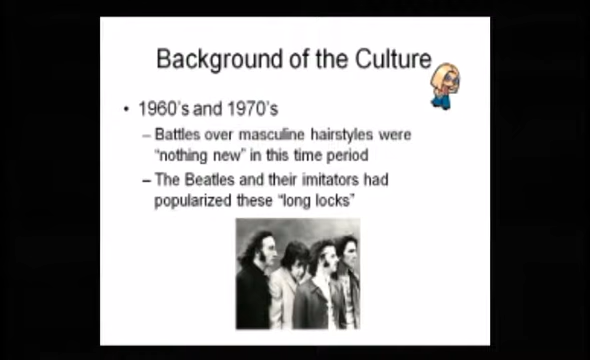 Background of the Culture
• 1960's and 1970's
– Battles over masculine hairstyles were
"nothing new" in this time period
– The Beatles and their imitators had
popularized these "long locks"